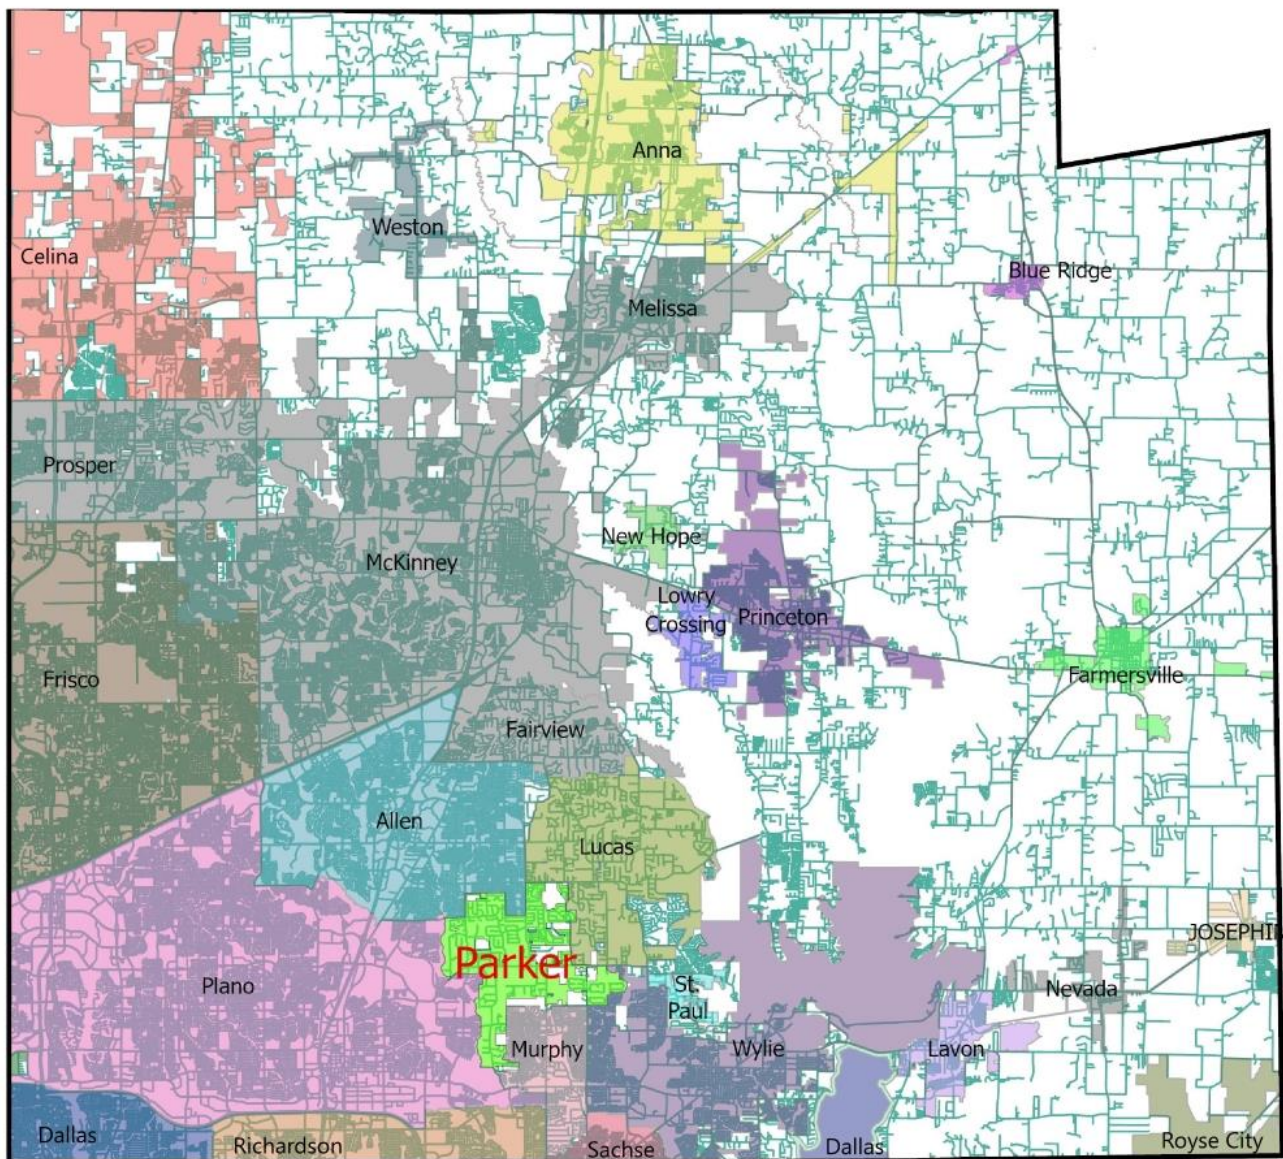 Anna
Weston
Celina
Blue Ridge
Melissa
Prosper
New Hope
McKinney
Lowry
Crossing
Princeton
Frisco
Farmersville
Fairview
Allen
Lucas
JOSEPHI
Parker
Plano
St.
Paul
Nevada
Murphy
Wylie
Lavon
Dallas
Richardson
Sachse
Dallas
Royse City